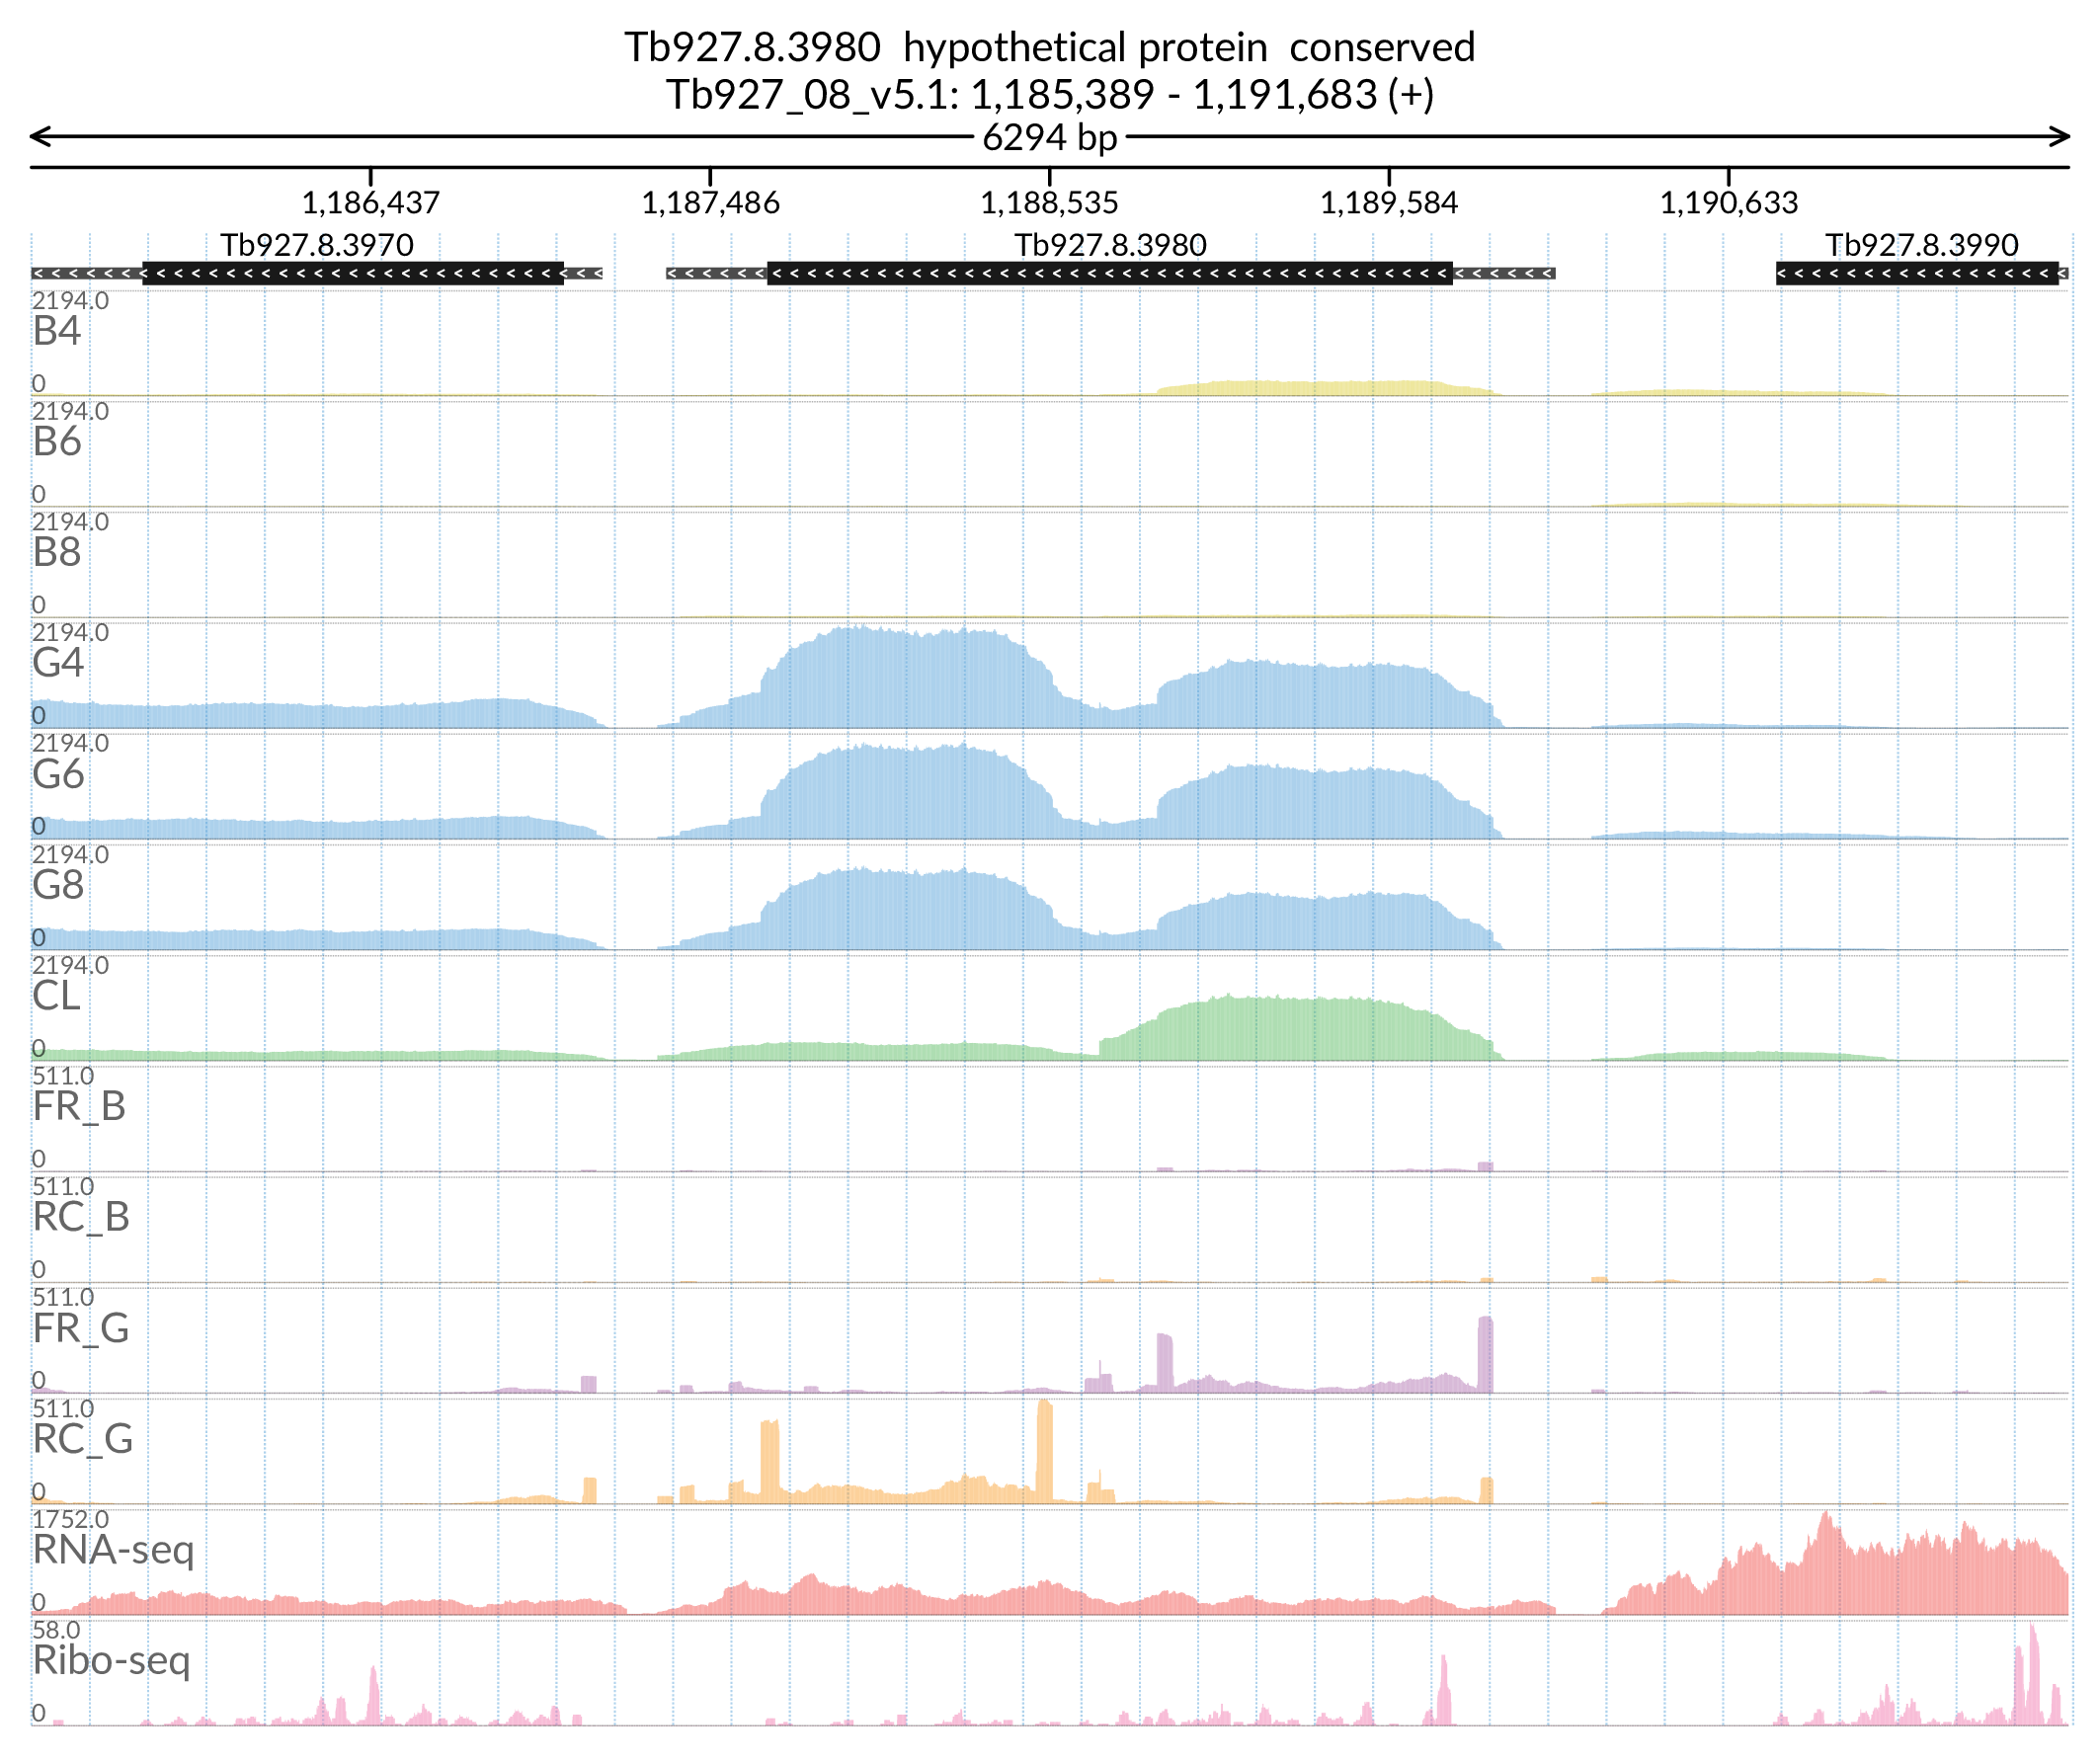 Tb927.8.3980 hypothetical protein conserved
Tb927_08_v5.1: 1,185,389 - 1,191,683 (+)
6294 bp
1,186,437 1,187,486 1,188,535 1,189,584 1,190,633
Tb927.8.3970 Tb927.8.3980 Tb927.8.3990
2194.0
B4
0
2194.0
B6
0
2194.0
B8
0
2194.0
G4
0
2194.0
G6
0
2194.0
G8
0
2194.0
CL
0
511.0
FR_B
0
511.0
RC_B
0
511.0
FR_G
0
511.0
RC_G
0
1752.0
RNA-seq
0
58.0
Ribo-seq
0